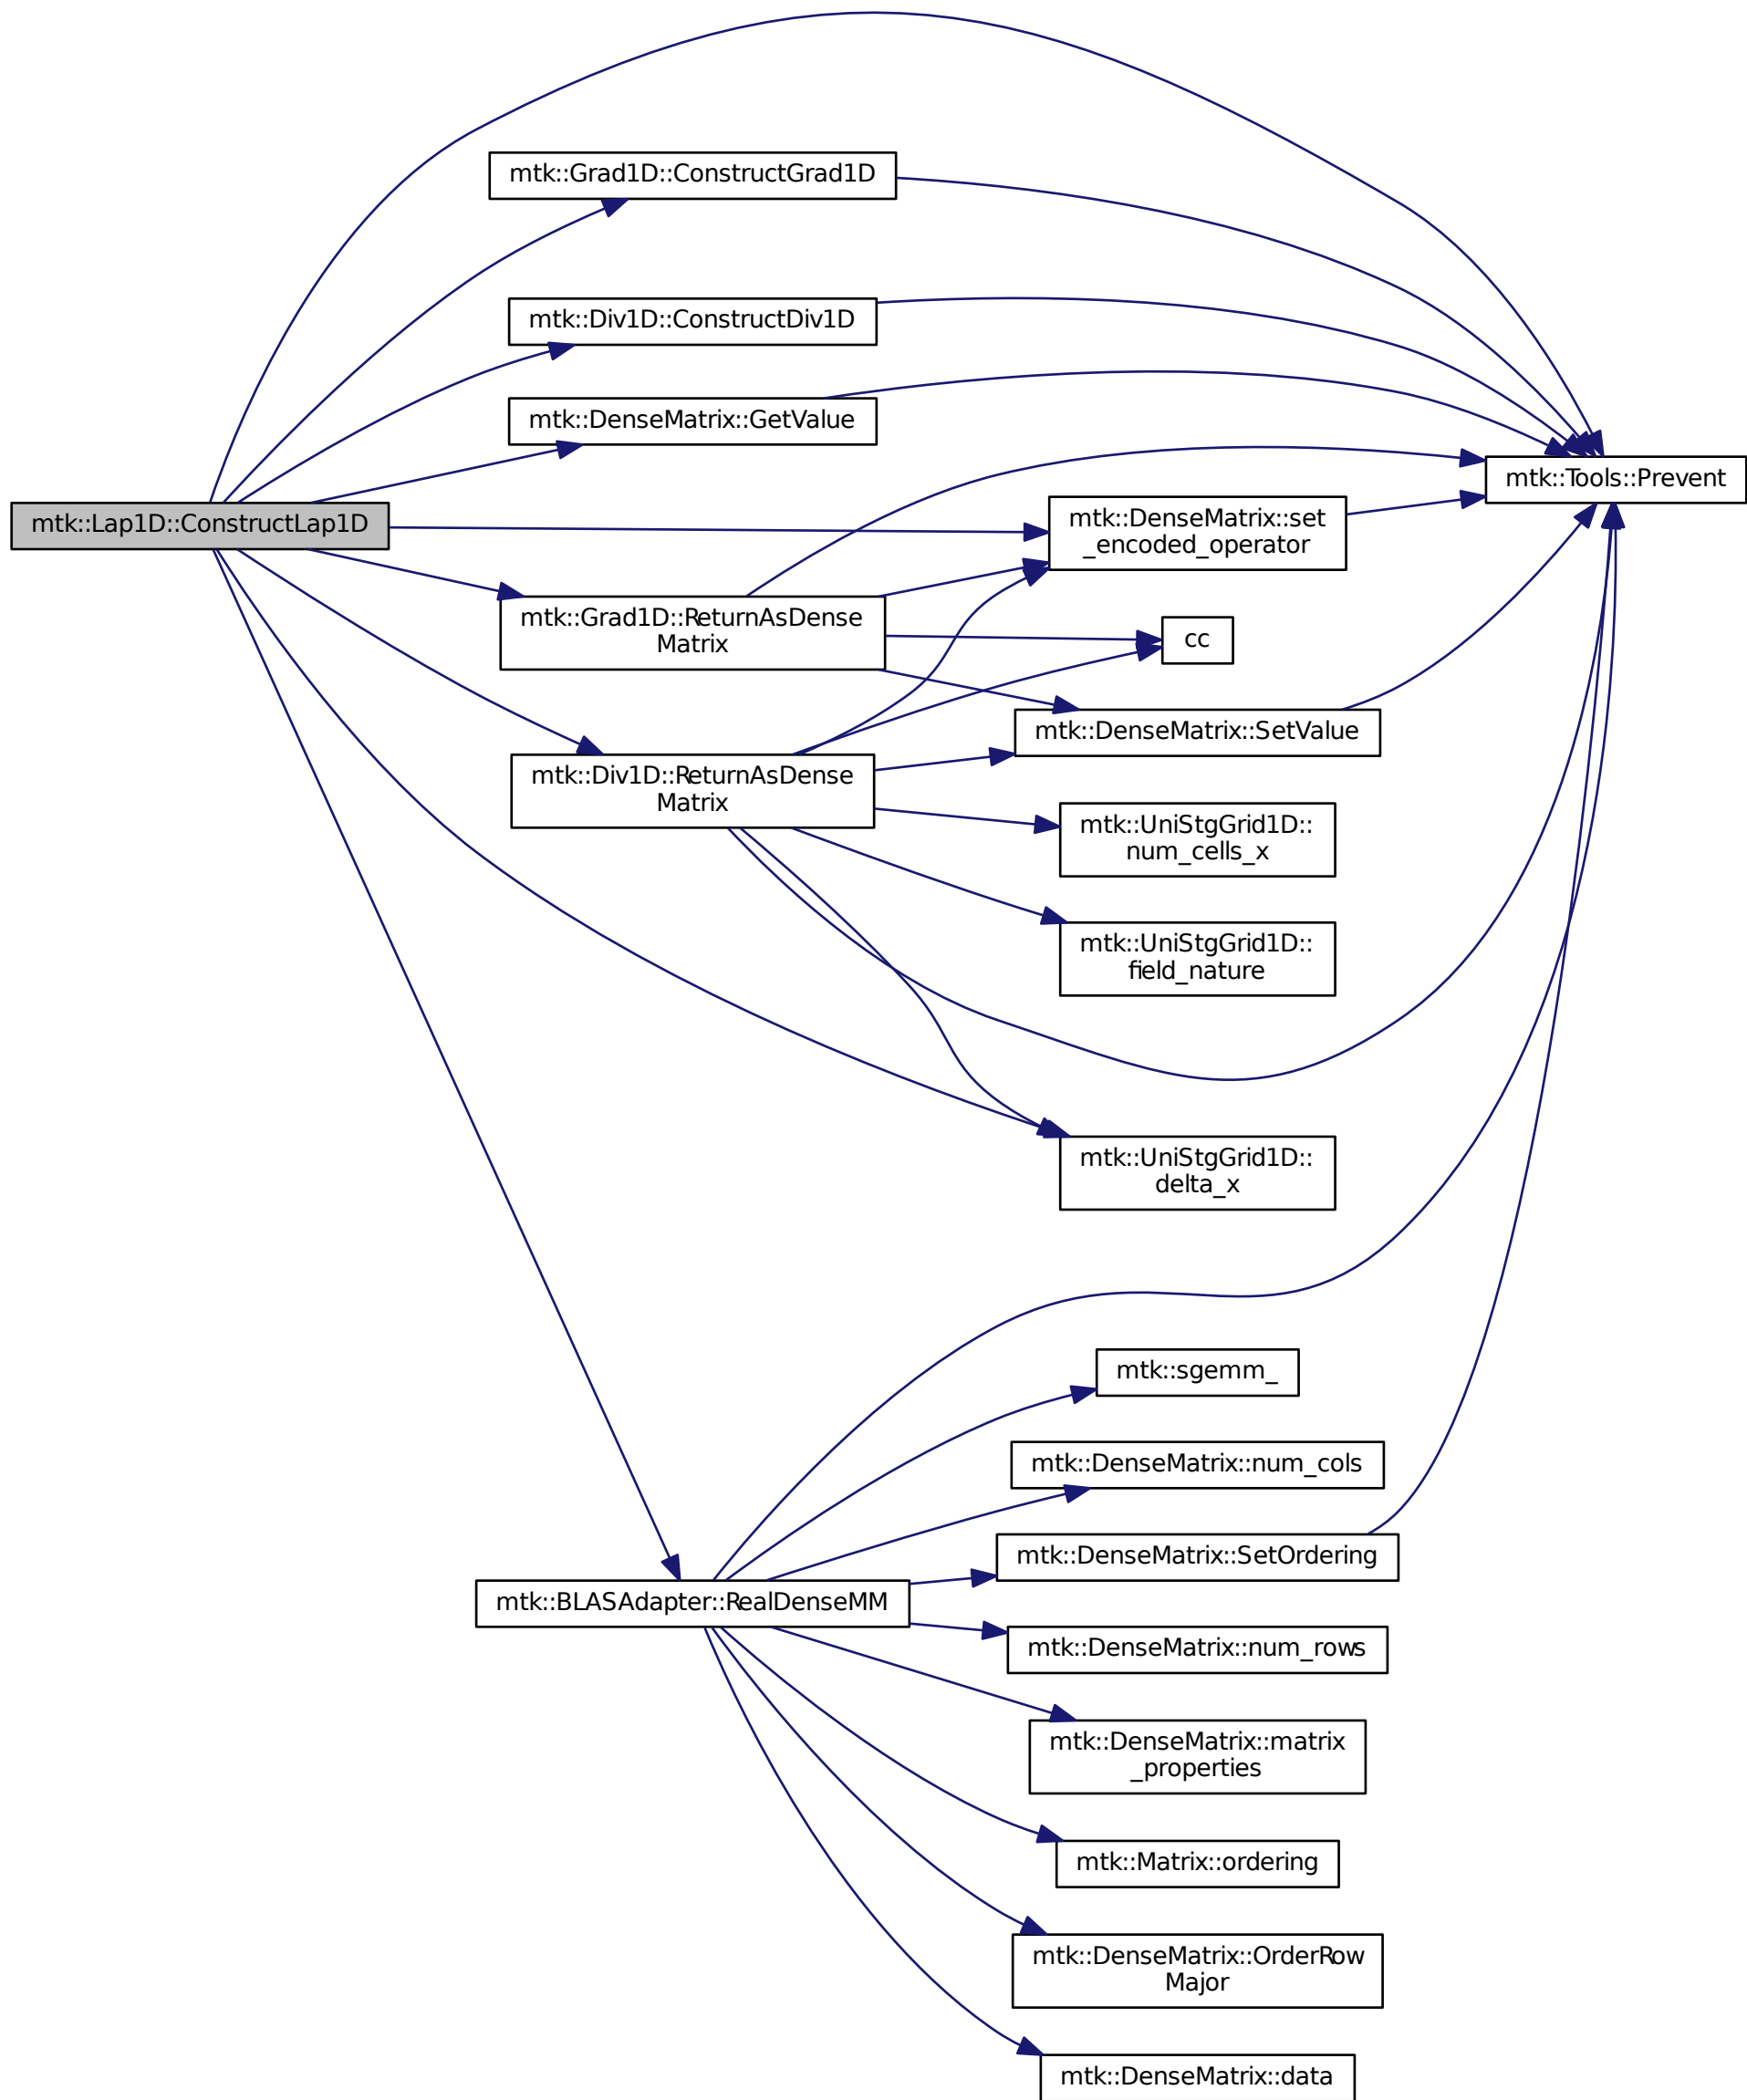 mtk::Grad1D::ConstructGrad1D
mtk::Div1D::ConstructDiv1D
mtk::DenseMatrix::GetValue
mtk::Tools::Prevent
mtk::Lap1D::ConstructLap1D
mtk::DenseMatrix::set
_encoded_operator
mtk::Grad1D::ReturnAsDense
Matrix
cc
mtk::DenseMatrix::SetValue
mtk::Div1D::ReturnAsDense
Matrix
mtk::UniStgGrid1D::
num_cells_x
mtk::UniStgGrid1D::
field_nature
mtk::UniStgGrid1D::
delta_x
mtk::sgemm_
mtk::DenseMatrix::num_cols
mtk::DenseMatrix::SetOrdering
mtk::BLASAdapter::RealDenseMM
mtk::DenseMatrix::num_rows
mtk::DenseMatrix::matrix
_properties
mtk::Matrix::ordering
mtk::DenseMatrix::OrderRow
Major
mtk::DenseMatrix::data